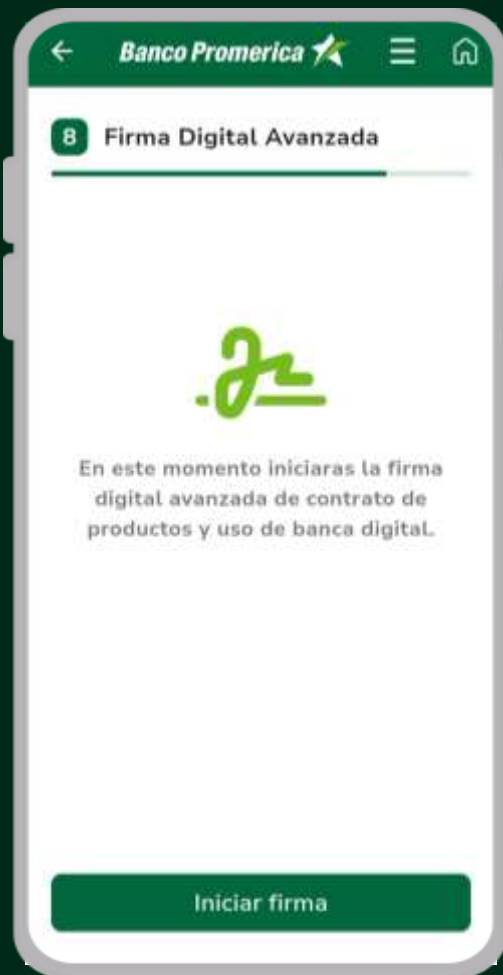 Banco Promerica
8 Firma Digital Avanzada
En este momento iniciaras la firma
digital avanzada de contrato de
productos y uso de banca digital.
Iniciar firma